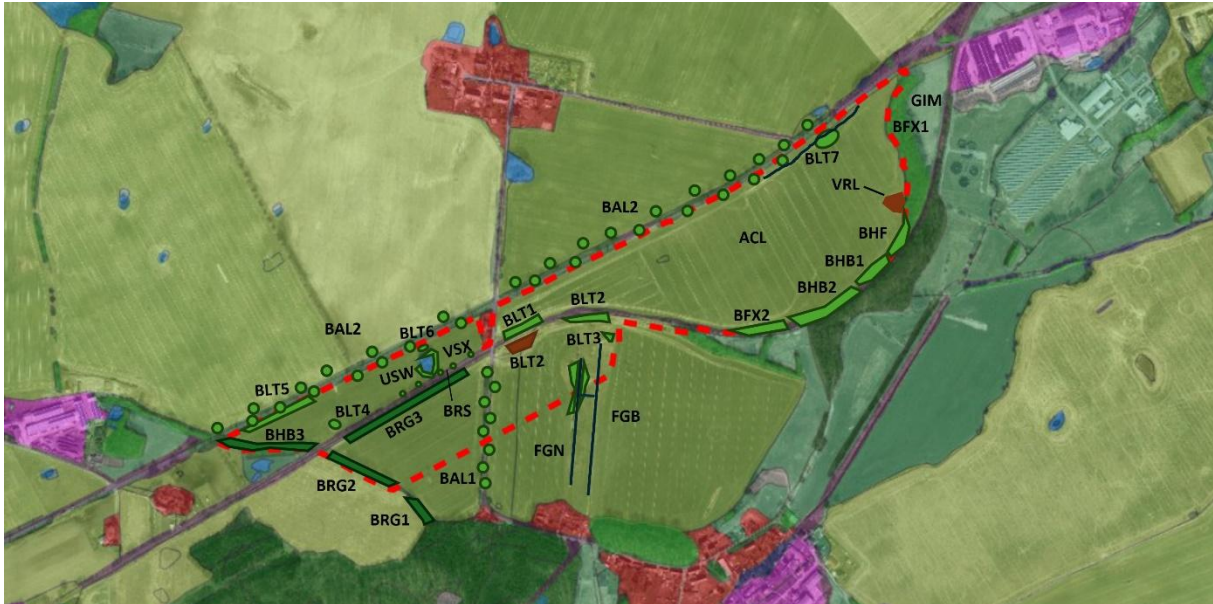 GIM
BFX1
BLT7
VRL
BAL2
ACL
BHF
BHB1
BHB2
BLT2
BLT1
BFX2
BLT6
VSX
BAL2
BLT3
BLT2
USW
BLT5
BRS
BLT4
BRG3
FGB
BHB3
FGN
BAL1
BRG2
BRG1